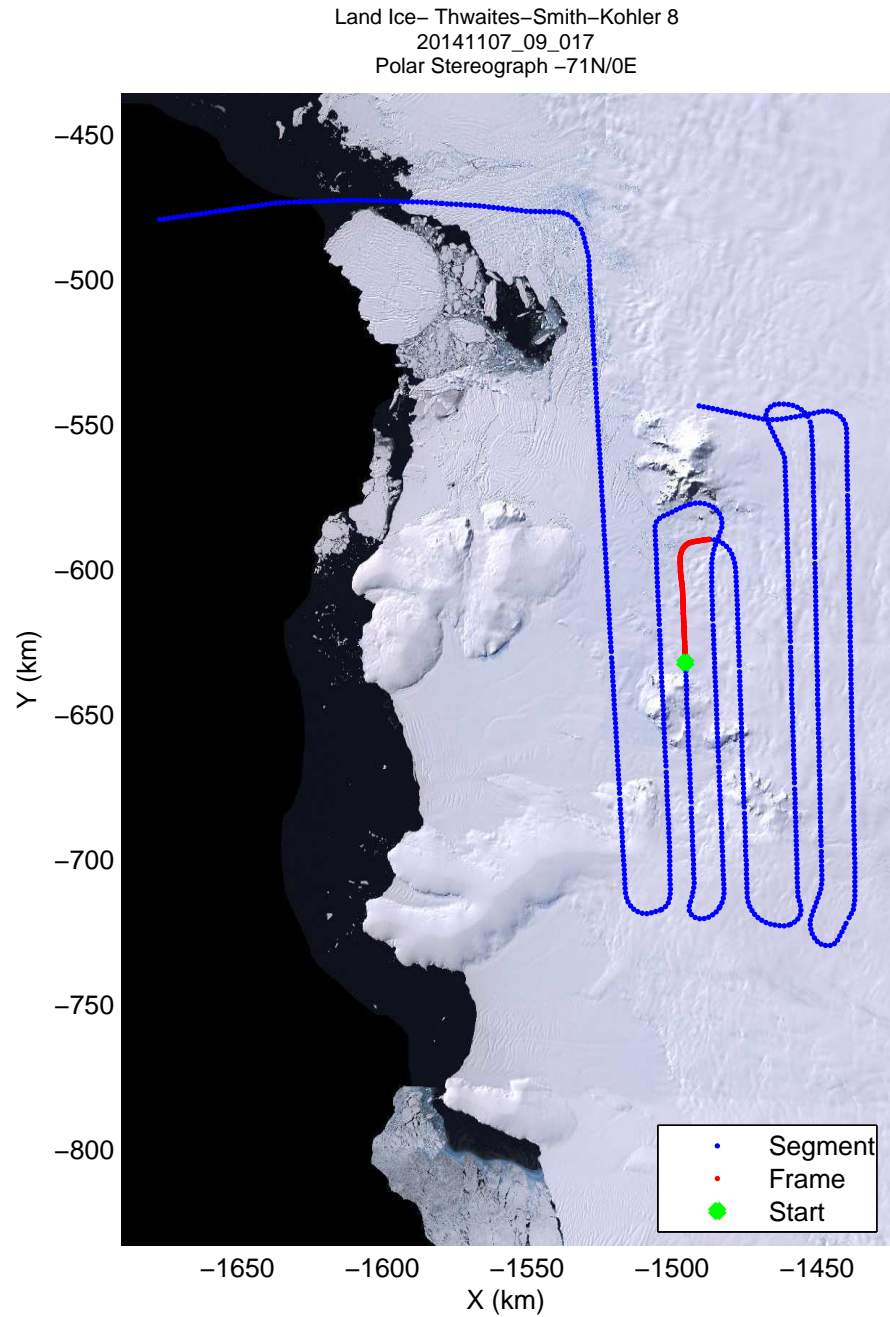 Land Ice− Thwaites−Smith−Kohler 8
20141107_09_017
Polar Stereograph −71N/0E
−450
−500
−550
−600
−650
−700
−750
−800
Y (km)
−1650
−1600
−1550
−1500
−1450
X (km)
Segment
Frame
Start